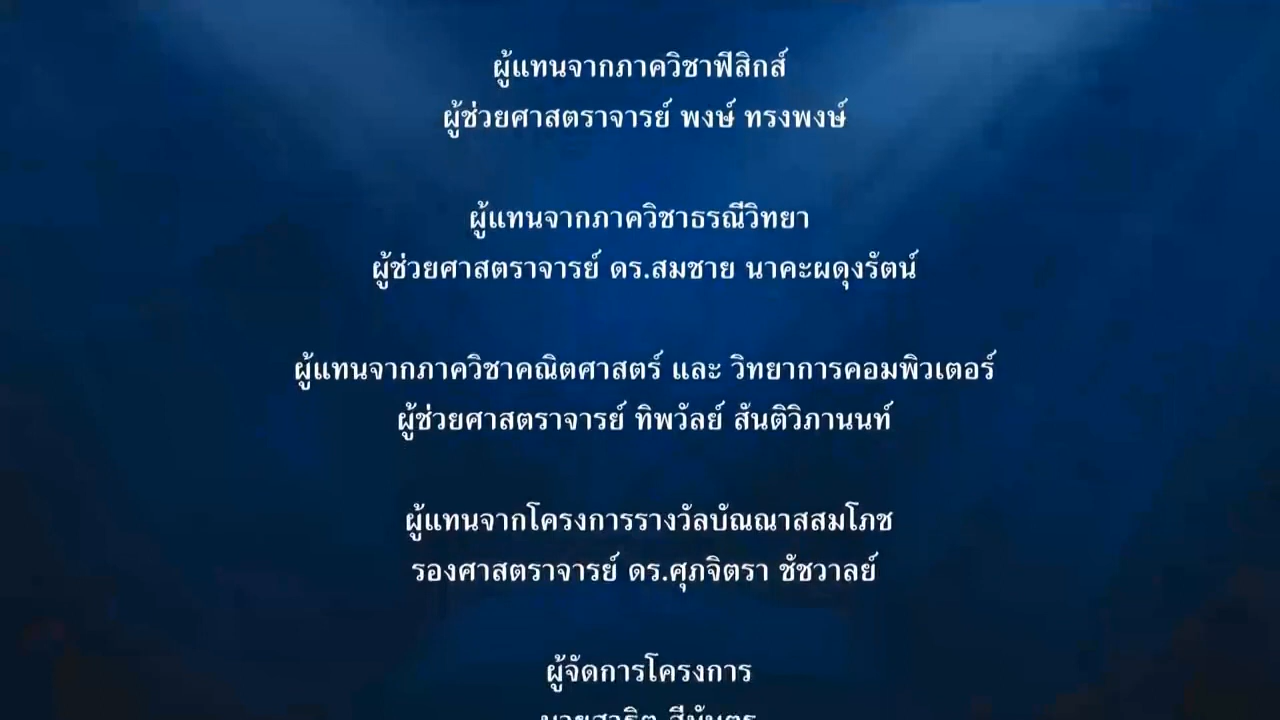 ผู้แทนจากภาควิชาฟิสิกส์
ผู้ช่วยศาสตราจารย์ พงษ์ ทรงพงษ์
ผู้แทนจากภาควิชาธรณีวิทยา
ผู้ช่วยศาสตราจารย์ ดร.สมชาย นาคะผดุงรัตน์
ผู้แทนจากภาควิชาคณิตศาสตร์ และ วิทยาการคอมพิวเตอร์
ผู้ช่วยศาสตราจารย์ ทิพวัลย์ สันติวิภานนท์
ผู้แทนจากโครงการรางวัลบัณณาสสมโภช
รองศาสตราจารย์ ดร.ศุภจิตรา ชัชวาลย์
ผู้จัดการโครงการ